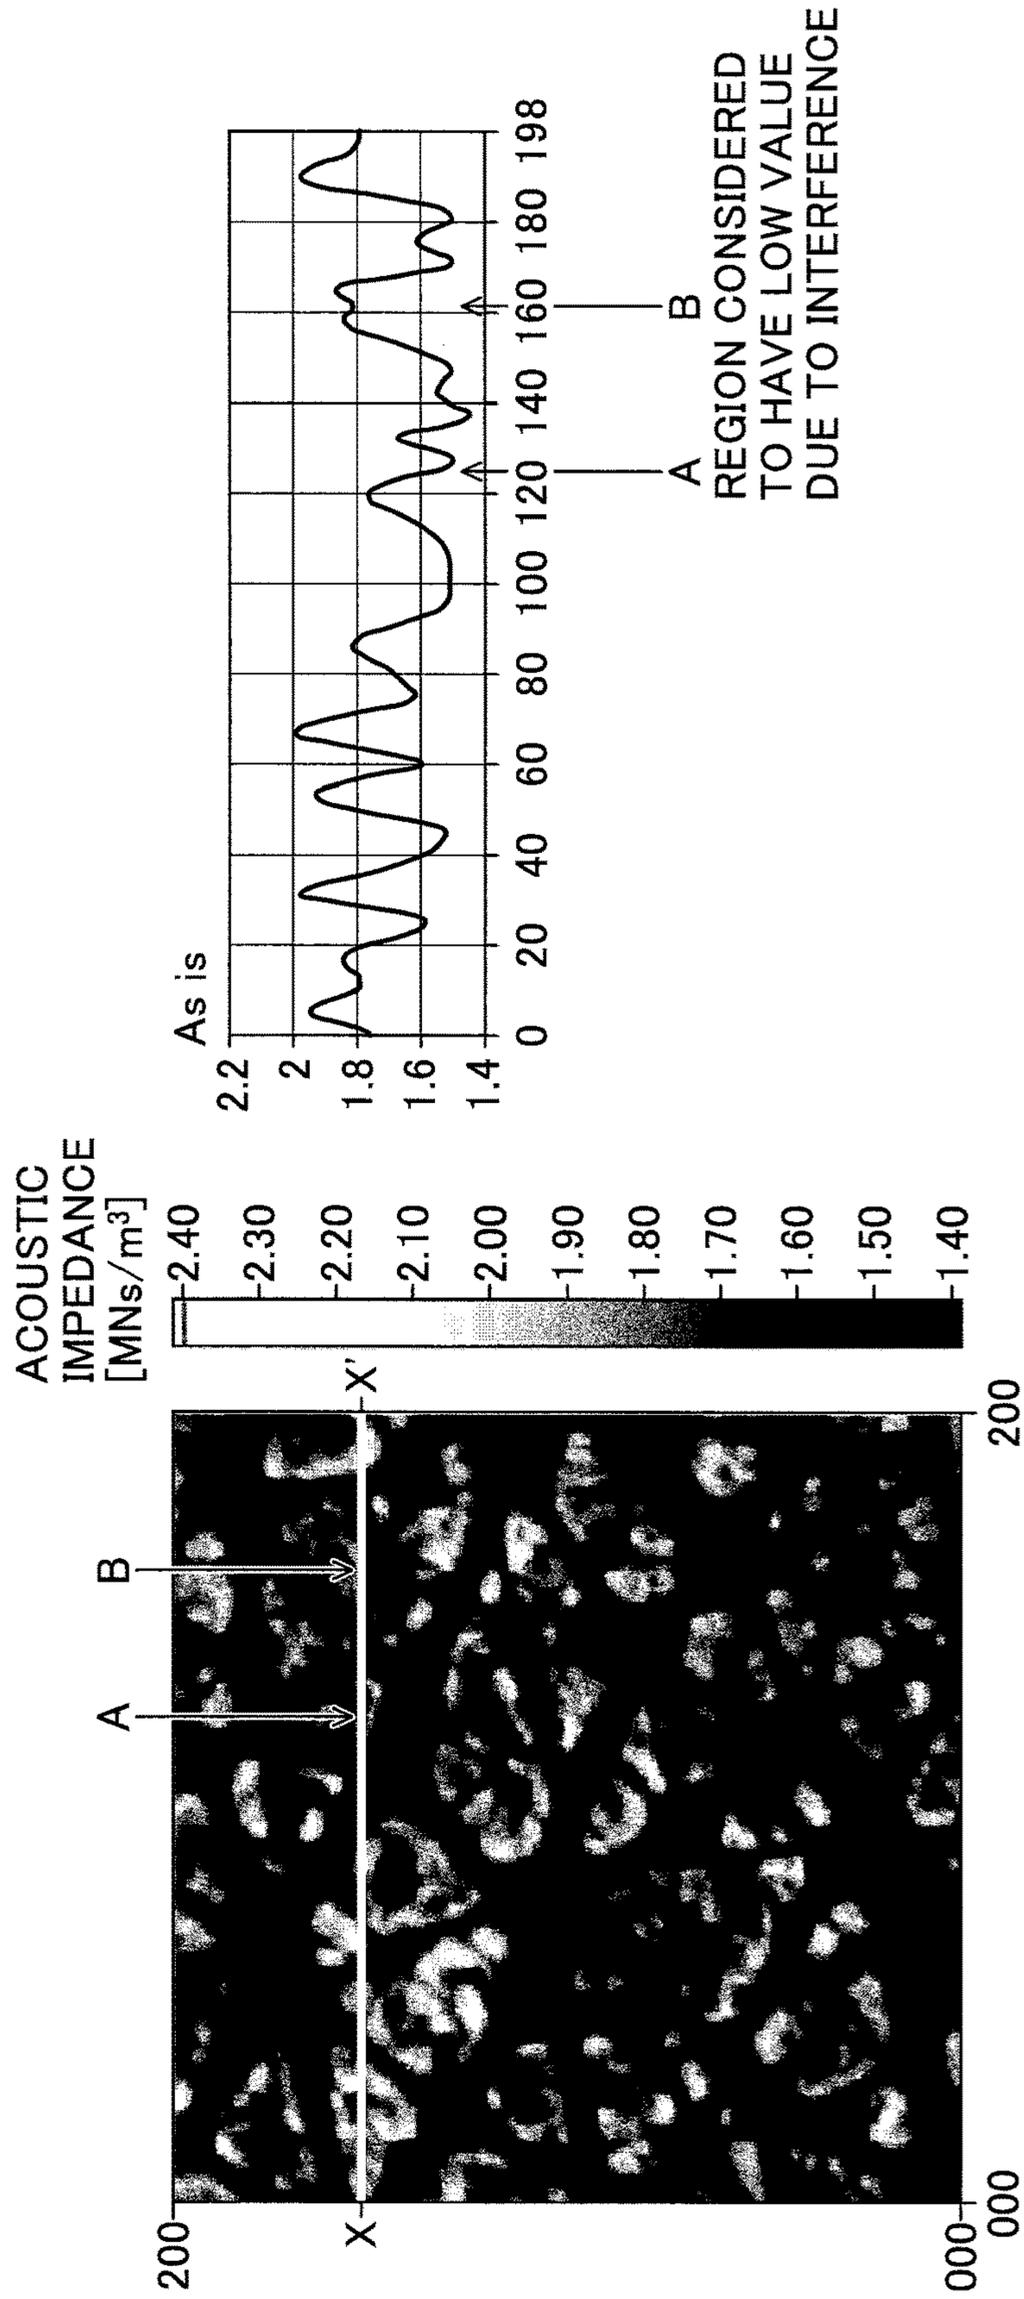 ACOUSTIC
IMPEDANCE
[MNs/m³]
200
X
000
000
200
A
B
X'
2.40
2.30
2.20
2.10
2.00
1.90
1.80
1.70
1.60
1.50
1.40
As is
2.2
2
1.8
1.6
1.4
0 20 40 60 80 100 120 140 160 180 198
A B
REGION CONSIDERED
TO HAVE LOW VALUE
DUE TO INTERFERENCE